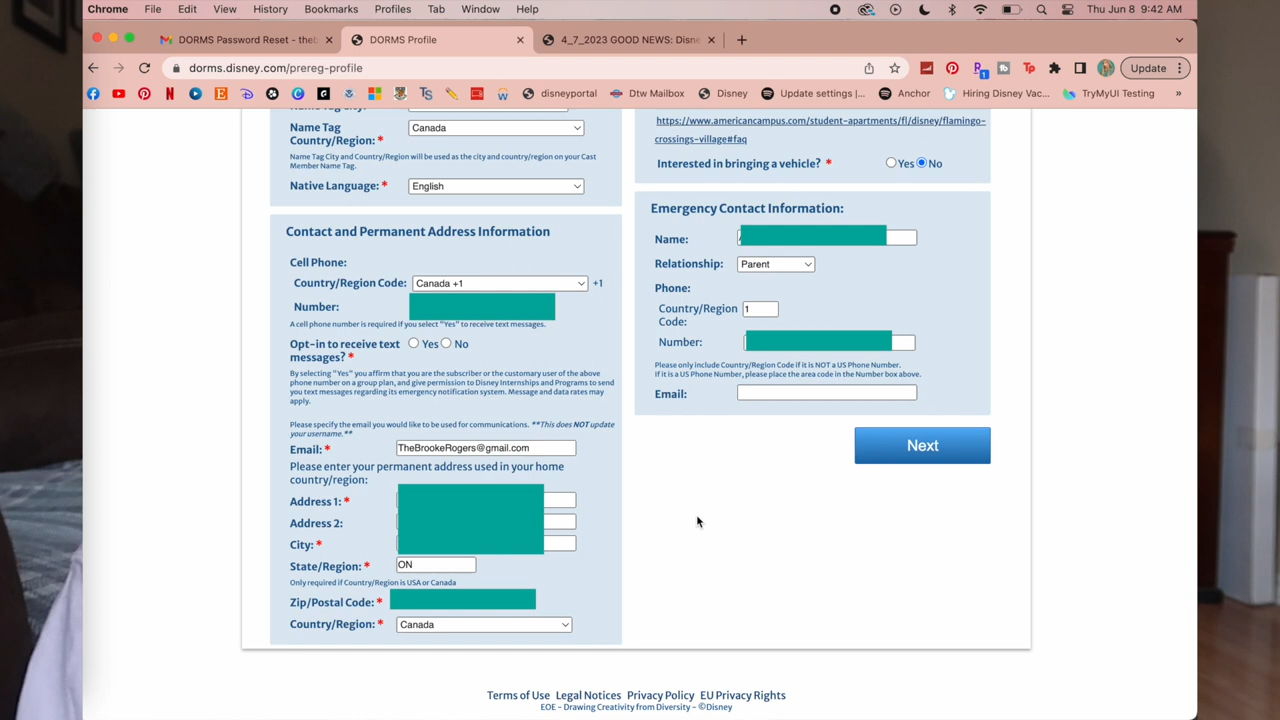 Chrome File Edit View History Bookmarks Profiles Tab Window Help Thu Jun 8 9:42 AM
DORMS Password Reset - theb
DORMS Profile
4_7_2023 GOOD NEWS: Disne
dorms.disney.com/prereg-profile
Update
disneyportal Dtw Mailbox Disney Update settings |... Anchor Hiring Disney Vac... TryMyUI Testing »
Name Tag
Country/Region: *
Canada
Name Tag City and Country/Region will be used as the city and country/region on your Cast
Member Name Tag.
Native Language: * English
Contact and Permanent Address Information
Cell Phone:
Country/Region Code: Canada +1 +1
Number:
A cell phone number is required if you select "Yes" to receive text messages.
Opt-in to receive text
messages? *
Yes No
By selecting "Yes" you affirm that you are the subscriber or the customary user of the above
phone number on a group plan, and give permission to Disney Internships and Programs to send
you text messages regarding its emergency notification system. Message and data rates may
apply.
Please specify the email you would like to be used for communications. **This does NOT update
your username.**
Email: * TheBrookeRogers@gmail.com
Please enter your permanent address used in your home
country/region:
Address 1: *
Address 2:
City: *
State/Region: * ON
Only required if Country/Region is USA or Canada
Zip/Postal Code: *
Country/Region: * Canada
https://www.americancampus.com/student-apartments/fl/disney/flamingo-
crossings-village#faq
Interested in bringing a vehicle? * Yes No
Emergency Contact Information:
Name:
Relationship: Parent
Phone:
Country/Region
Code:
1
Number:
Please only include Country/Region Code if it is NOT a US Phone Number.
If it is a US Phone Number, please place the area code in the Number box above.
Email:
Next
Terms of Use Legal Notices Privacy Policy EU Privacy Rights
EOE - Drawing Creativity from Diversity - ©Disney